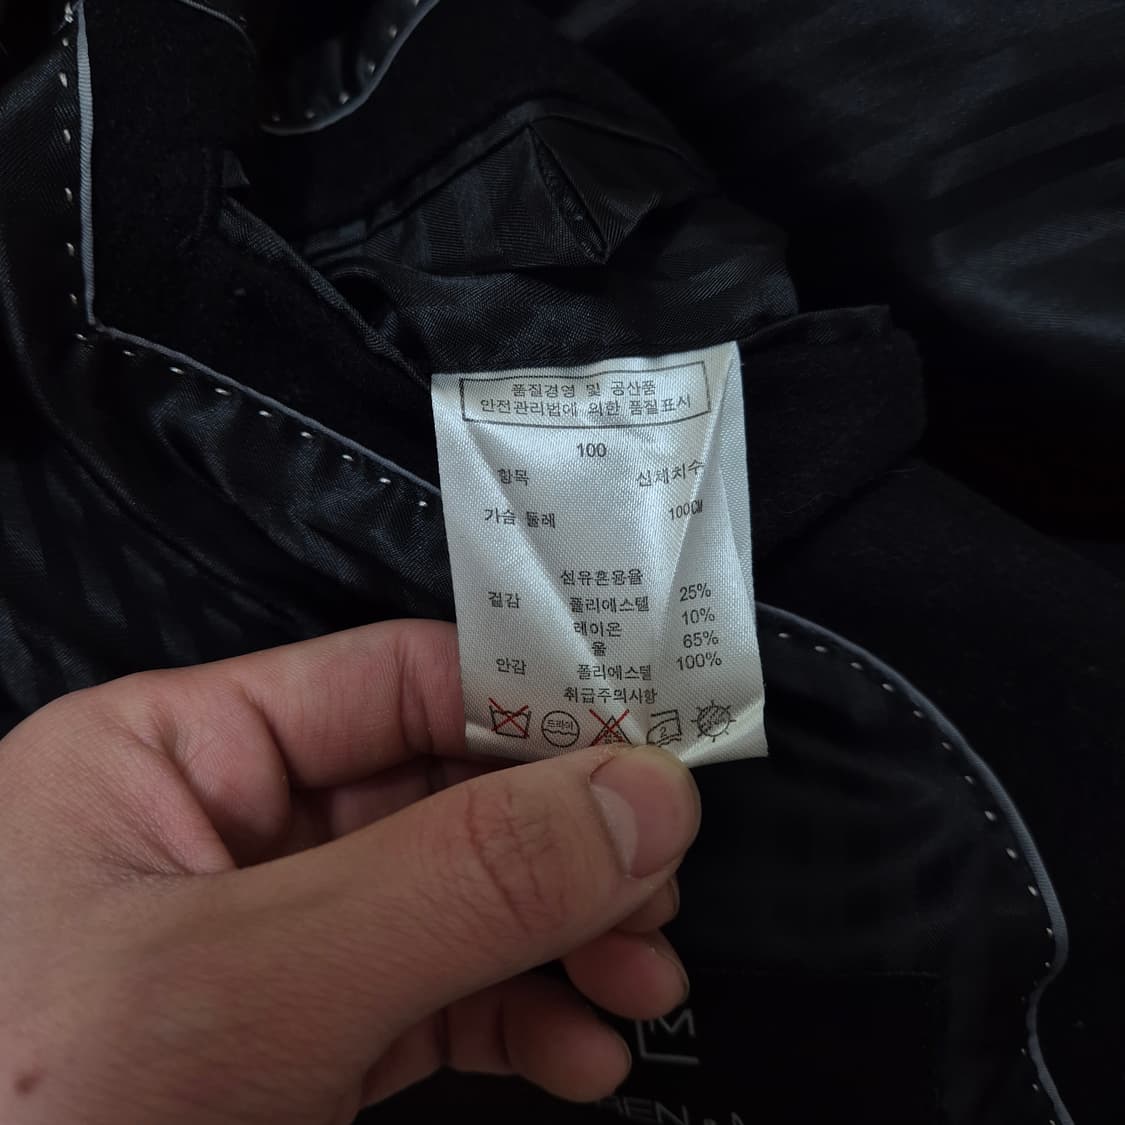 품질경영 및 공산품
안전관리법에 의한 품질표시
100
항목 신체치수
가슴 둘레 100CM
섬유혼용율
겉감 폴리에스텔 25%
레이온 10%
울 65%
안감 폴리에스텔 100%
취급주의사항
드라이
2
M